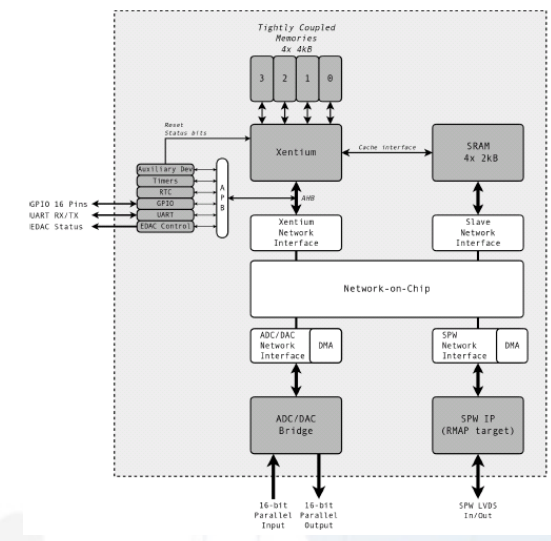 Tightly Coupled
Memories
4x 4kB
3 2 1 0
Reset
Status bits
Xentium
Cache interface
SRAM
4x 2kB
Auxiliary Dev
Timers
RTC
GPIO
UART
EDAC Control
APB
AHB
GPIO 16 Pins
UART RX/TX
EDAC Status
Xentium
Network
Interface
Slave
Network
Interface
Network-on-Chip
ADC/DAC
Network
Interface
DMA
SPW
Network
Interface
DMA
ADC/DAC
Bridge
SPW IP
(RMAP target)
16-bit
Parallel
Input
16-bit
Parallel
Output
SPW LVDS
In/Out